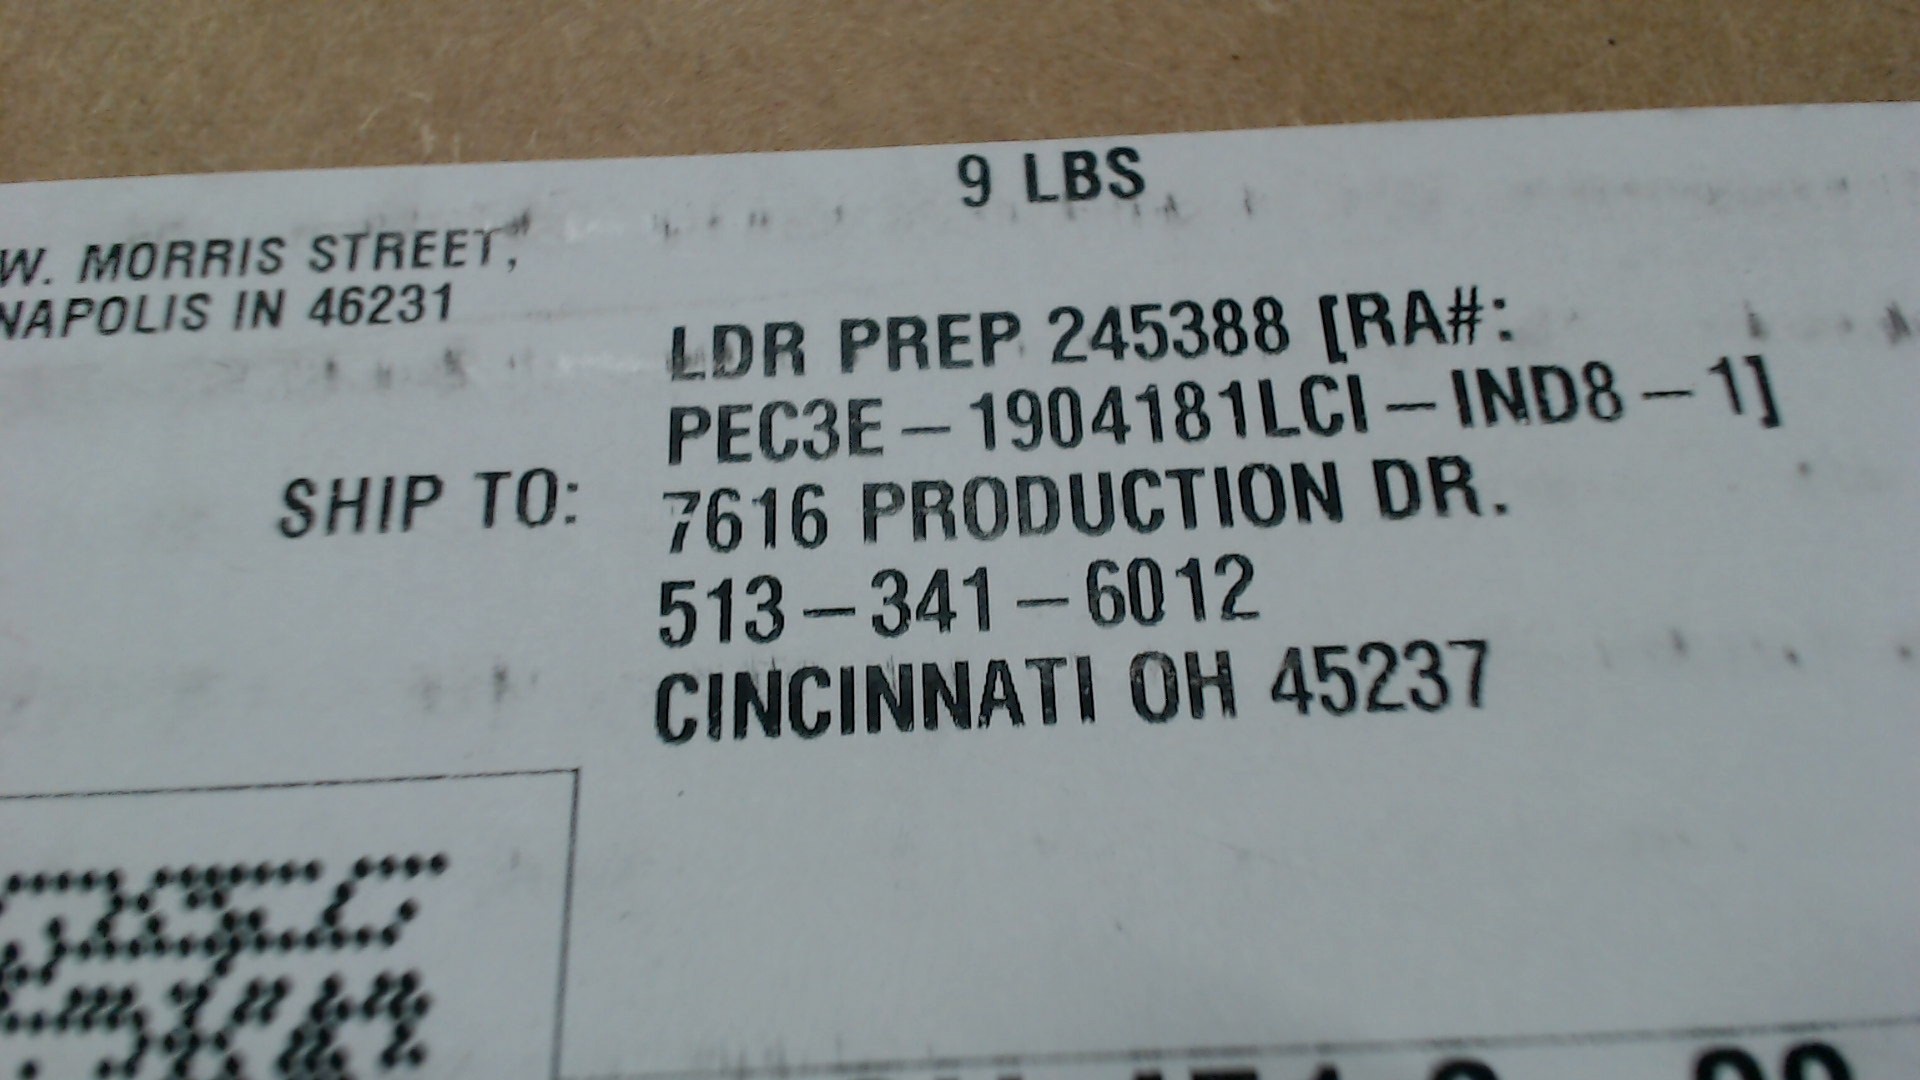 9 LBS
W. MORRIS STREET,
NAPOLIS IN 46231
LDR PREP 245388 [RA#:
PEC3E-1904181LCI-IND8-1]
SHIP TO: 7616 PRODUCTION DR.
513-341-6012
CINCINNATI OH 45237